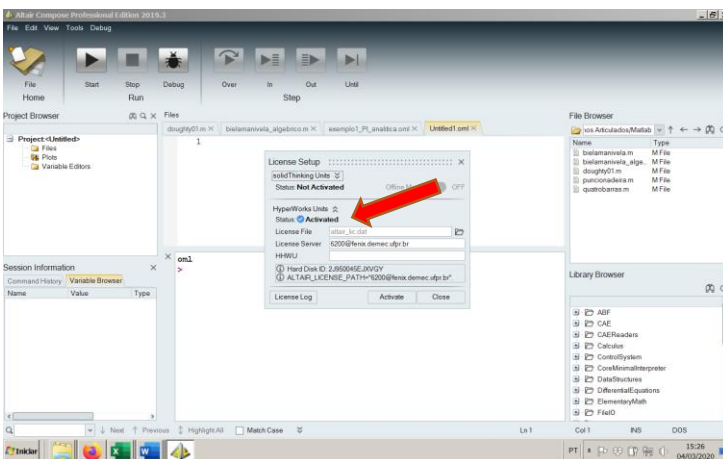 Altair Compose Professional Edition 2019.3
File Edit View Tools Debug
File Start Stop Debug Over In Out Until
Home Run Step
Project Browser
Project<Untitled>
Files
Plots
Variable Editors
Files
doughty01.m bielamanivela_algebrico.m exemplo1_PI_analitica.oml Untitled1.oml
1
License Setup
solidThinking Units
Status: Not Activated OFF
HyperWorks Units
Status: Activated
License File altair_lic.dat
License Server 6200@fenix.demec.ufpr.br
HHWU
Hard Disk ID:
ALTAIR_LICENSE_PATH="6200@fenix.demec.ufpr.br"
License Log Activate Close
oml
>
File Browser
os Articulados/Matlab
Name Type
bielamanivela.m M File
bielamanivela_alge.. M File
doughty01.m M File
puncionadeira.m M File
quatrobarras.m M File
Session Information
Command History Variable Browser
Name Value Type
Library Browser
ABF
CAE
CAEReaders
Calculus
ControlSystem
CoreMinimalInterpreter
DataStructures
DifferentialEquations
ElementaryMath
FileIO
Next Previous Highlight All Match Case Ln 1 Col 1 INS DOS
Iniciar PT 15:26
04/03/2020